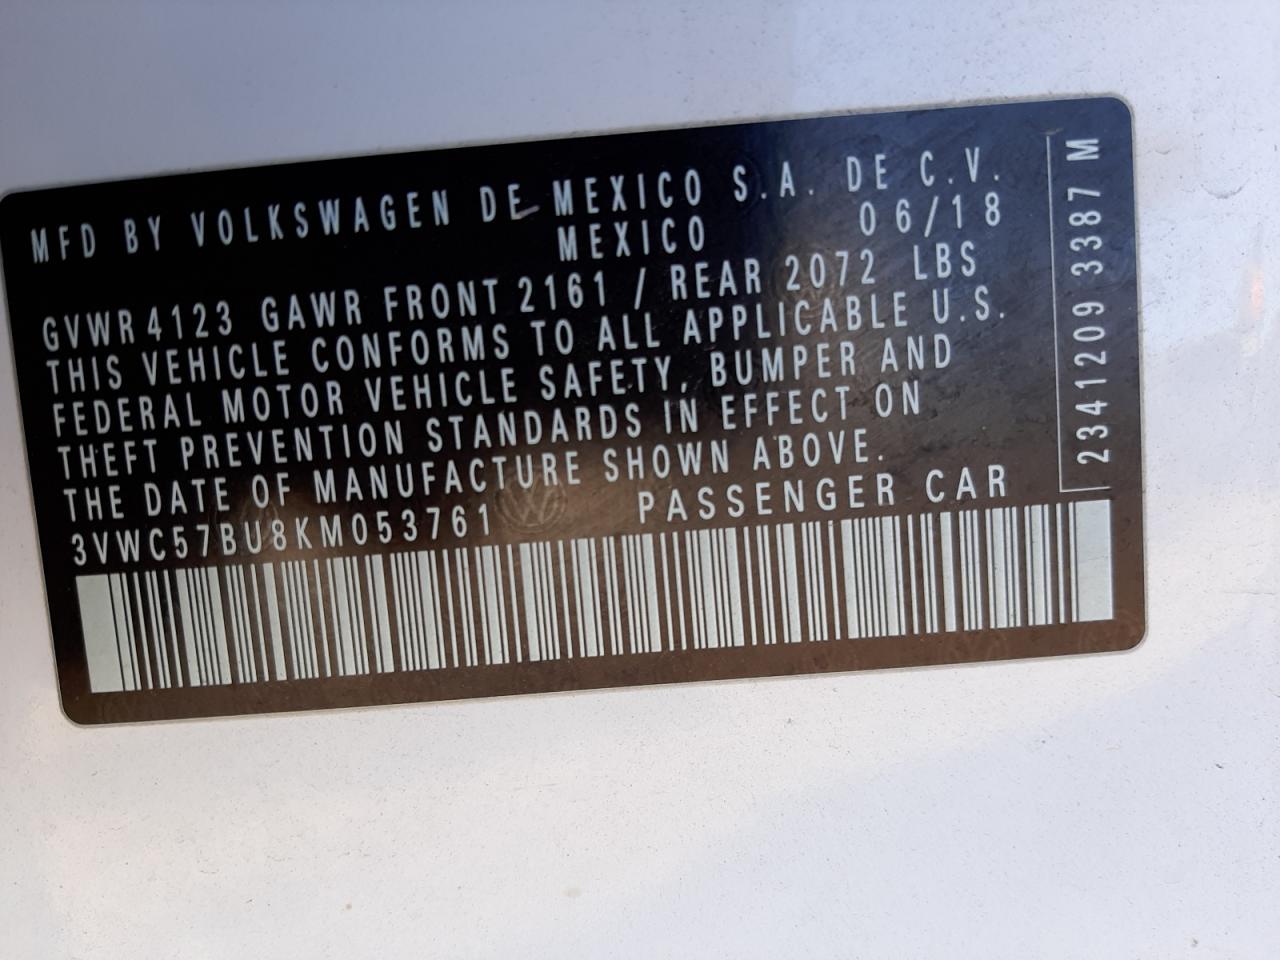 MFD BY VOLKSWAGEN DE MEXICO S.A. DE C.V.
MEXICO 06/18
GVWR 4123 GAWR FRONT 2161 / REAR 2072 LBS
THIS VEHICLE CONFORMS TO ALL APPLICABLE U.S.
FEDERAL MOTOR VEHICLE SAFETY, BUMPER AND
THEFT PREVENTION STANDARDS IN EFFECT ON
THE DATE OF MANUFACTURE SHOWN ABOVE.
3VWC57BU8KM053761 PASSENGER CAR
2341209 3387 M